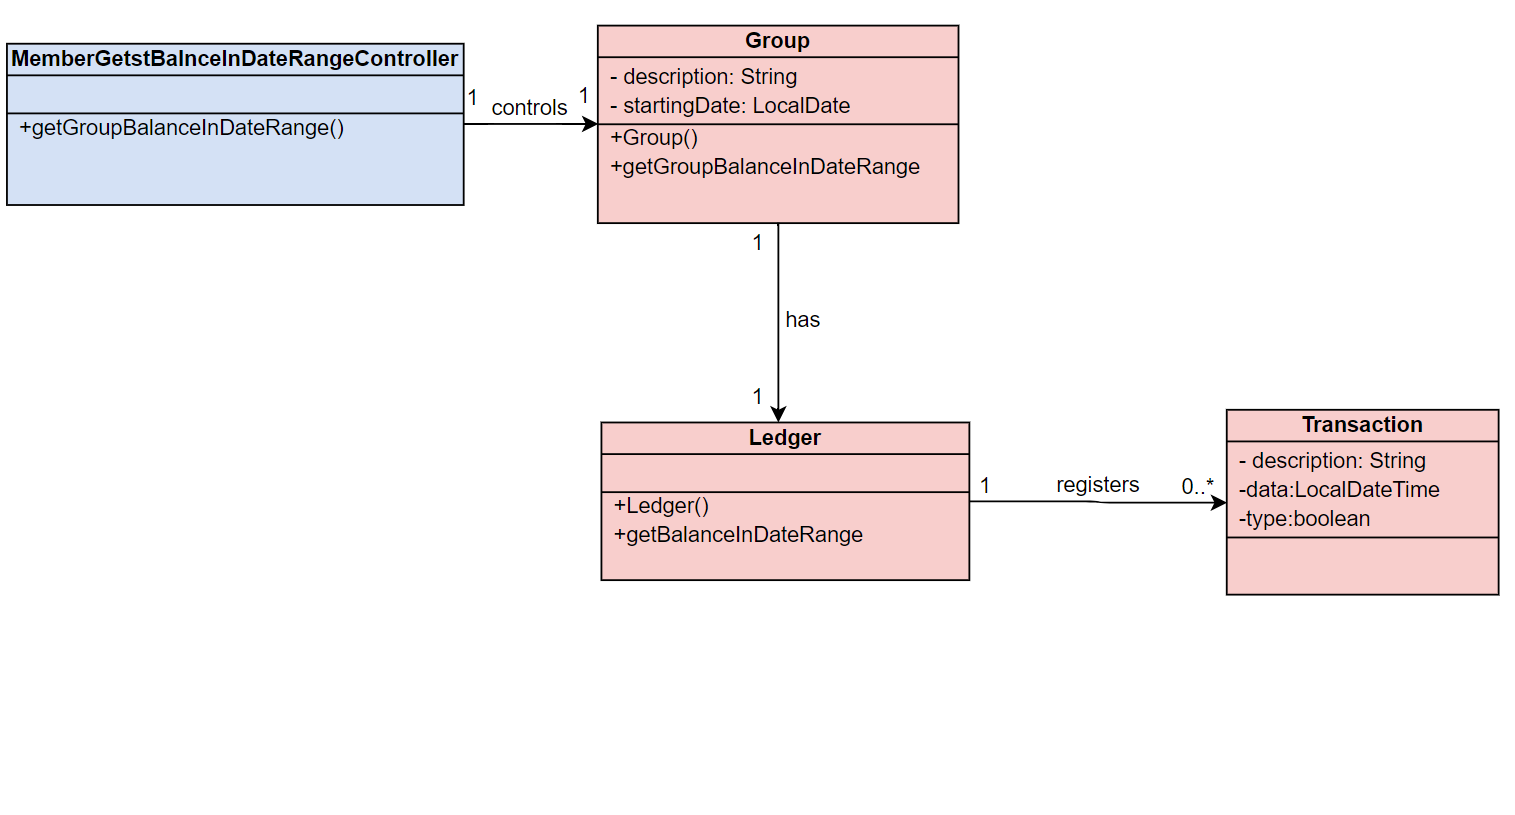 MemberGetstBalnceInDateRangeController
+getGroupBalanceInDateRange()
1
controls
1
Group
- description: String
- startingDate: LocalDate
+Group()
+getGroupBalanceInDateRange
1
has
1
Ledger
+Ledger()
+getBalanceInDateRange
1
registers
0..*
Transaction
- description: String
-data:LocalDateTime
-type:boolean